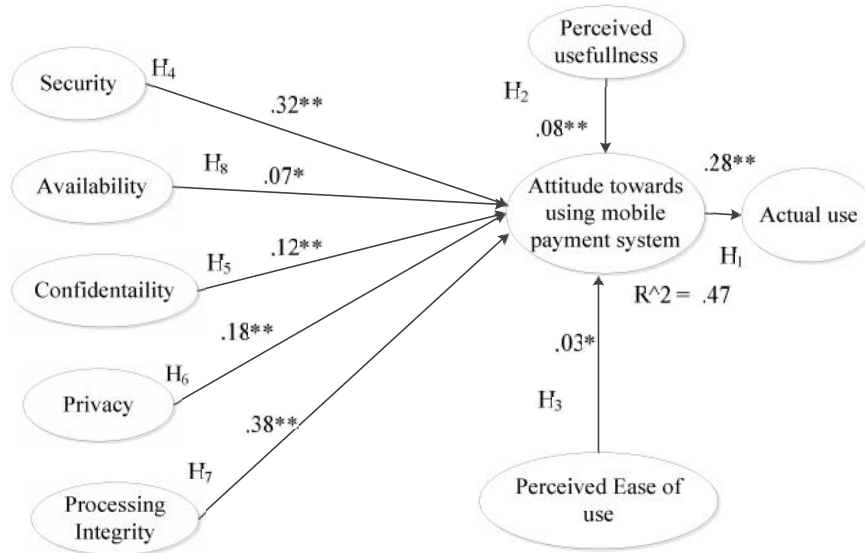 Perceived
usefullness
Security
H4
.32**
H2
.08**
Availability
H8
.07*
Attitude towards
using mobile
payment system
.28**
Actual use
H1
R^2 = .47
Confidentaility
H5
.12**
Privacy
H6
.18**
.03*
H3
Processing
Integrity
H7
.38**
Perceived Ease of
use